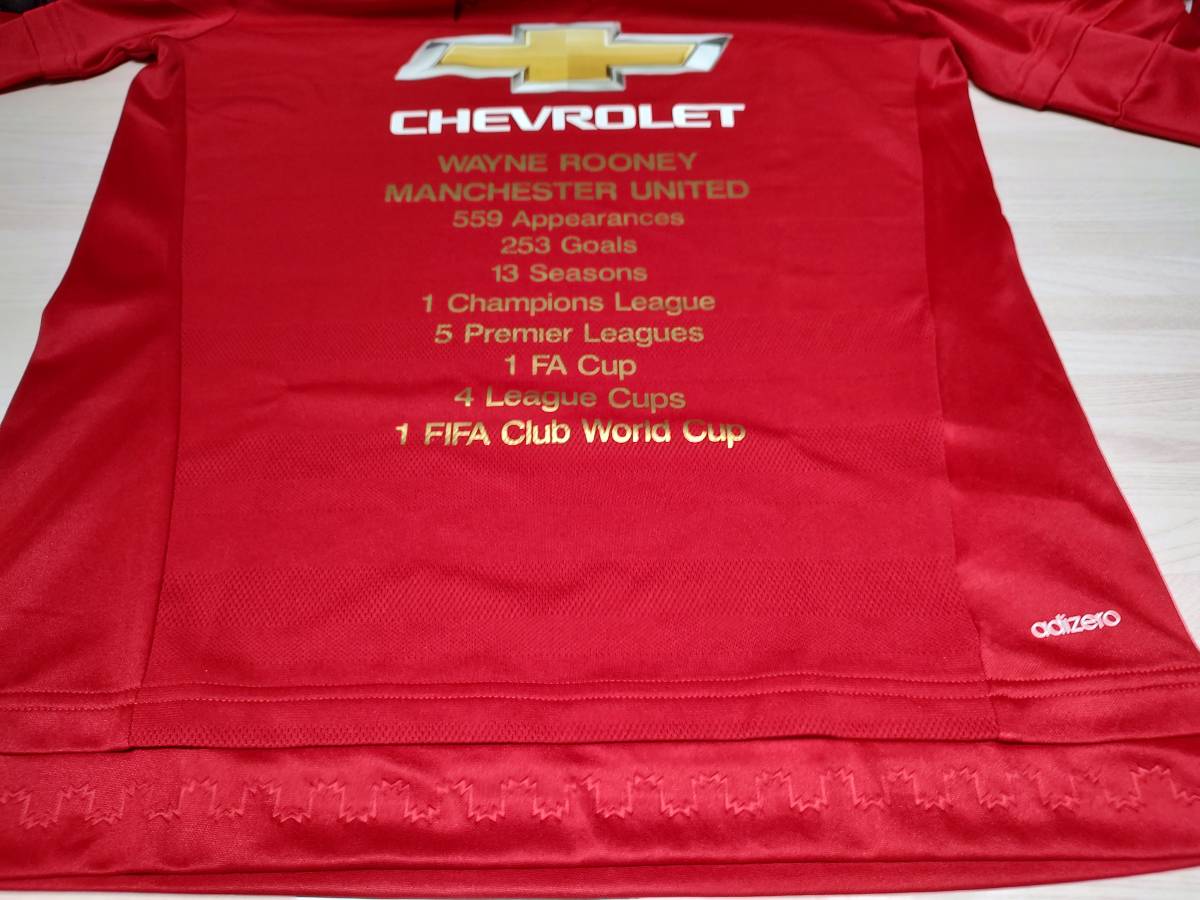 CHEVROLET
WAYNE ROONEY
MANCHESTER UNITED
559 Appearances
253 Goals
13 Seasons
1 Champions League
5 Premier Leagues
1 FA Cup
4 League Cups
1 FIFA Club World Cup
adizero